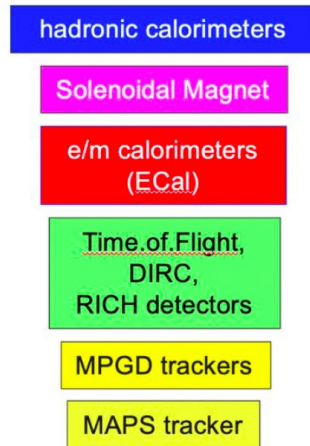 hadronic calorimeters
Solenoidal Magnet
e/m calorimeters
(ECal)
Time.of.Flight,
DIRC,
RICH detectors
MPGD trackers
MAPS tracker